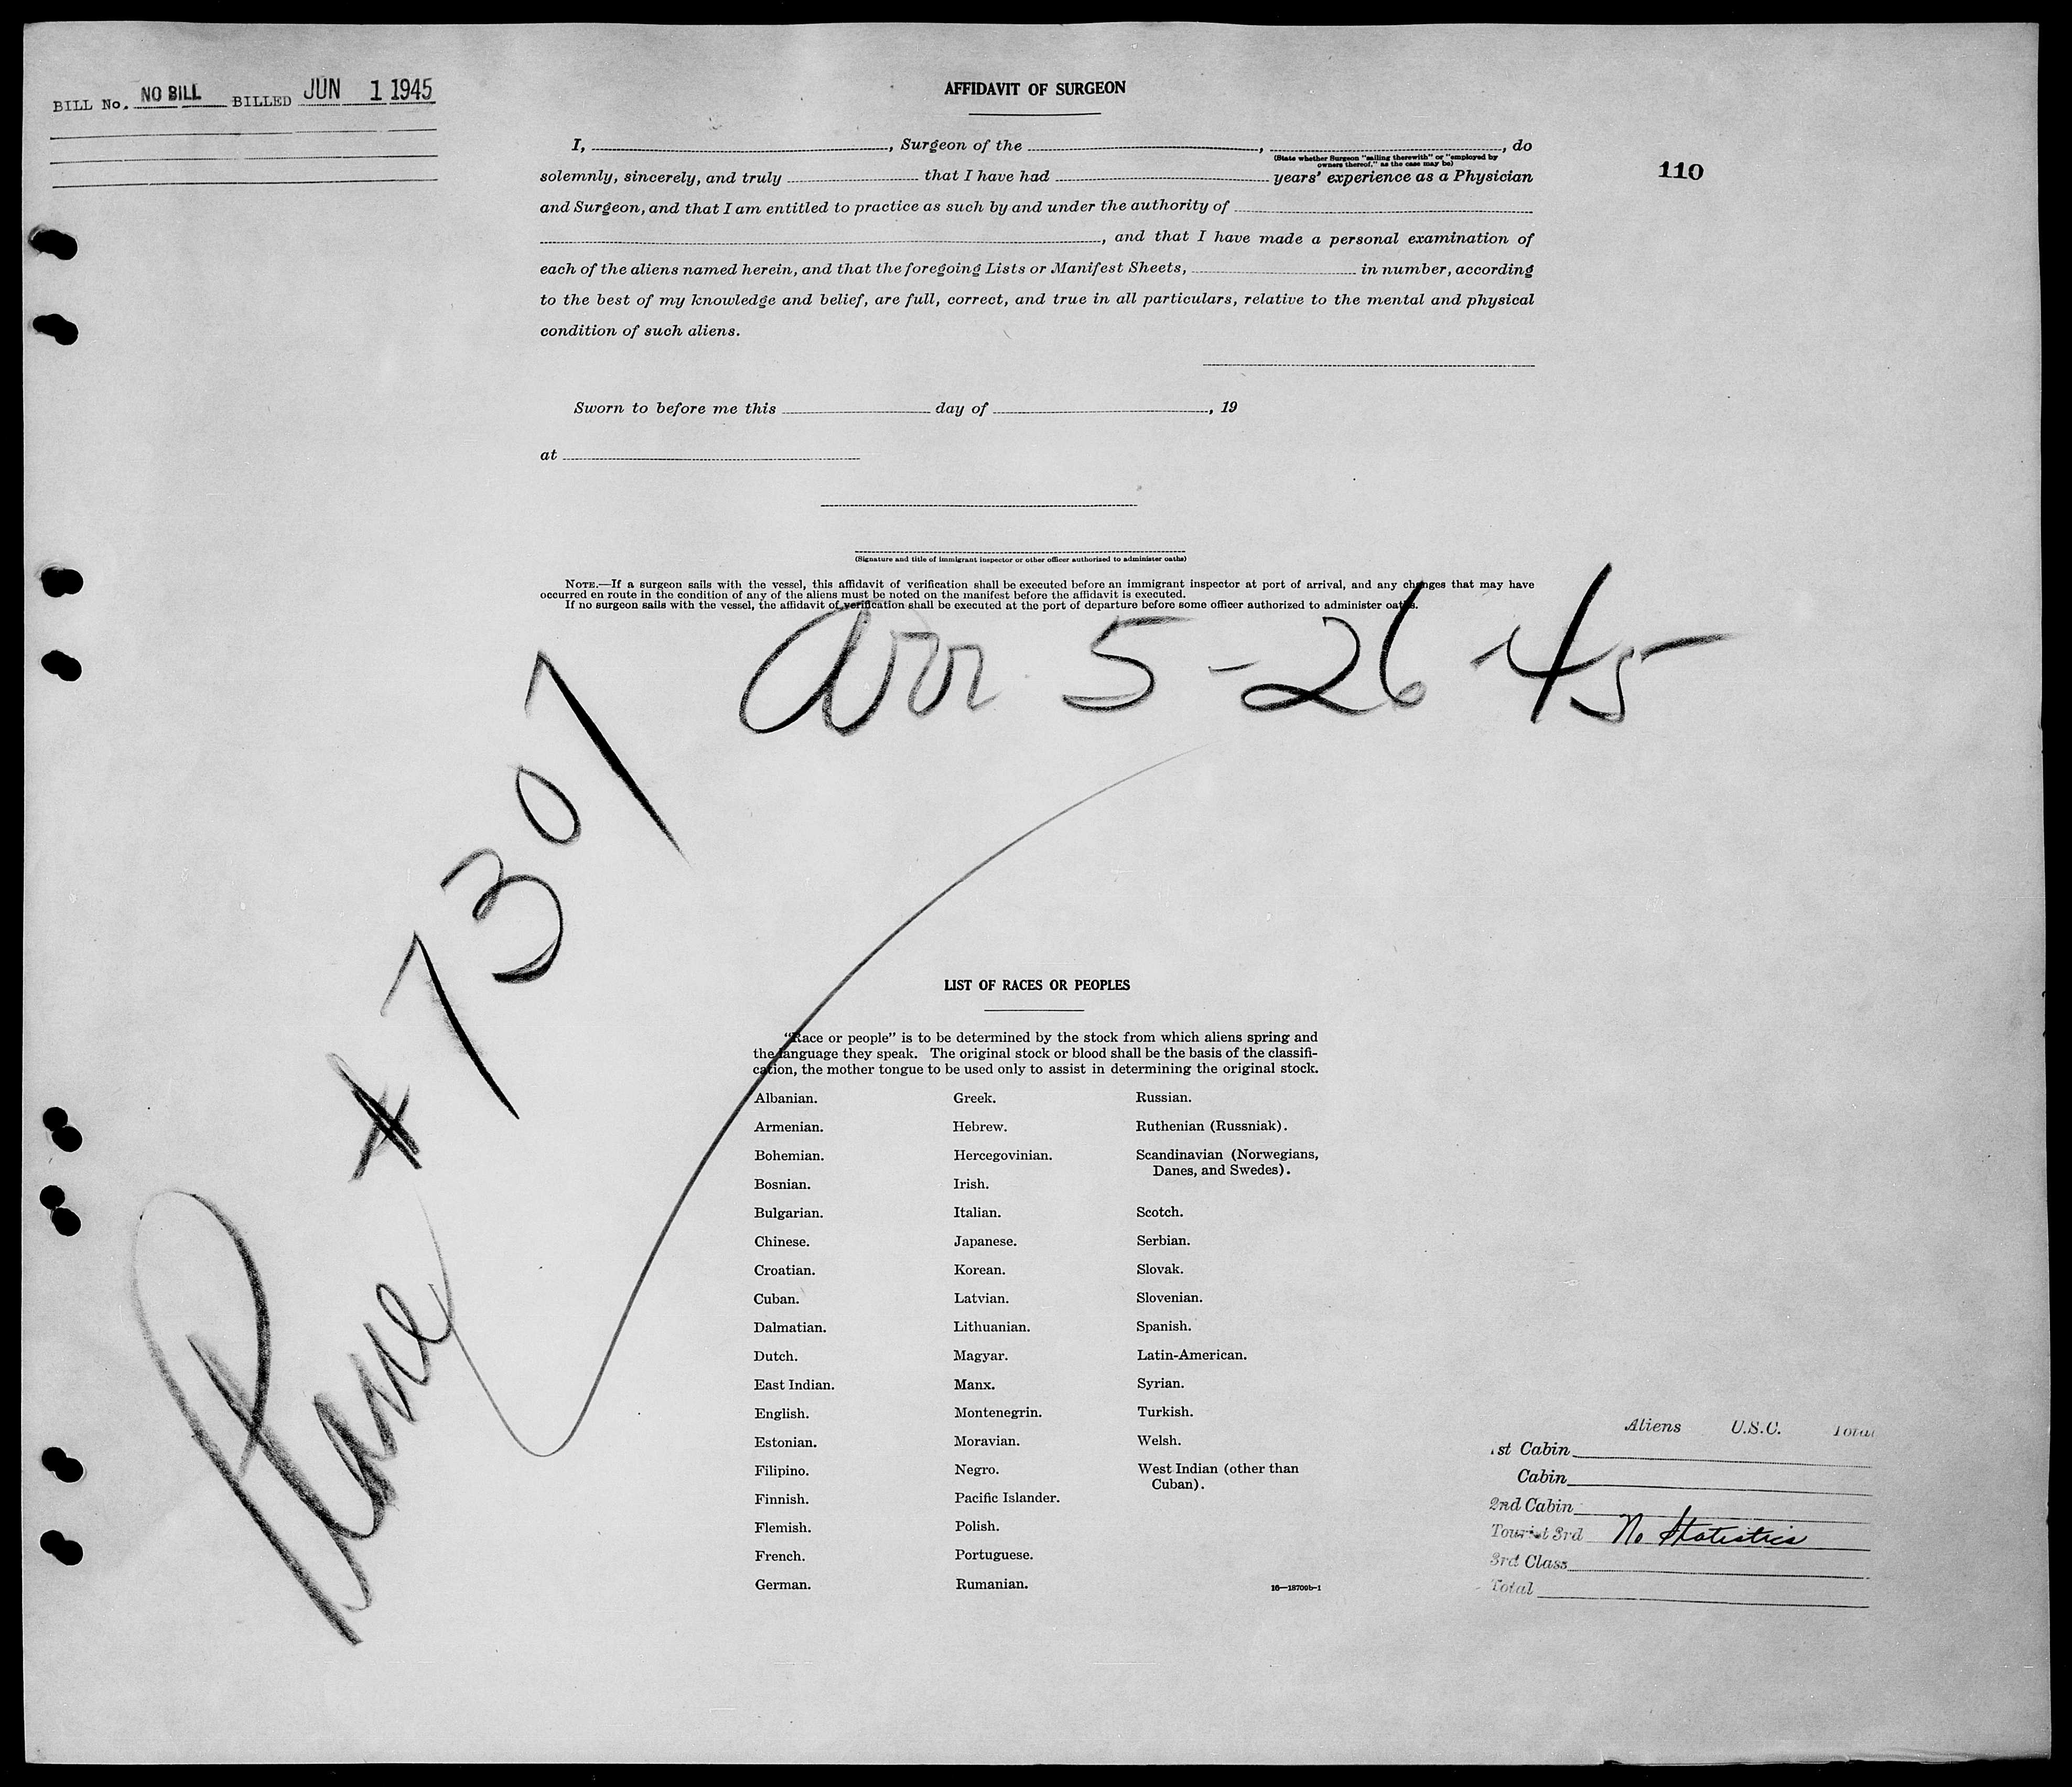 BILL No. NO BILL BILLED JUN 1 1945
AFFIDAVIT OF SURGEON
110
I, , Surgeon of the , , do
(State whether Surgeon "sailing therewith" or "employed by
owners thereof," as the case may be)
solemnly, sincerely, and truly that I have had years' experience as a Physician
and Surgeon, and that I am entitled to practice as such by and under the authority of
, and that I have made a personal examination of
each of the aliens named herein, and that the foregoing Lists or Manifest Sheets, in number, according
to the best of my knowledge and belief, are full, correct, and true in all particulars, relative to the mental and physical
condition of such aliens.
Sworn to before me this day of , 19
at
(Signature and title of immigrant inspector or other officer authorized to administer oaths)
NOTE.—If a surgeon sails with the vessel, this affidavit of verification shall be executed before an immigrant inspector at port of arrival, and any changes that may have
occurred en route in the condition of any of the aliens must be noted on the manifest before the affidavit is executed.
If no surgeon sails with the vessel, the affidavit of verification shall be executed at the port of departure before some officer authorized to administer oaths.
Arr 5-26-45
Plane # 7301
LIST OF RACES OR PEOPLES
"Race or people" is to be determined by the stock from which aliens spring and
the language they speak. The original stock or blood shall be the basis of the classifi-
cation, the mother tongue to be used only to assist in determining the original stock.
Albanian. Greek. Russian.
Armenian. Hebrew. Ruthenian (Russniak).
Bohemian. Hercegovinian. Scandinavian (Norwegians,
Danes, and Swedes).
Bosnian. Irish.
Bulgarian. Italian. Scotch.
Chinese. Japanese. Serbian.
Croatian. Korean. Slovak.
Cuban. Latvian. Slovenian.
Dalmatian. Lithuanian. Spanish.
Dutch. Magyar. Latin-American.
East Indian. Manx. Syrian.
English. Montenegrin. Turkish.
Estonian. Moravian. Welsh.
Filipino. Negro. West Indian (other than
Cuban).
Finnish. Pacific Islander.
Flemish. Polish.
French. Portuguese.
German. Rumanian.
16—18709b-1
Aliens U.S.C. Total
1st Cabin
Cabin
2nd Cabin
Tourist 3rd No Statistics
3rd Class
Total